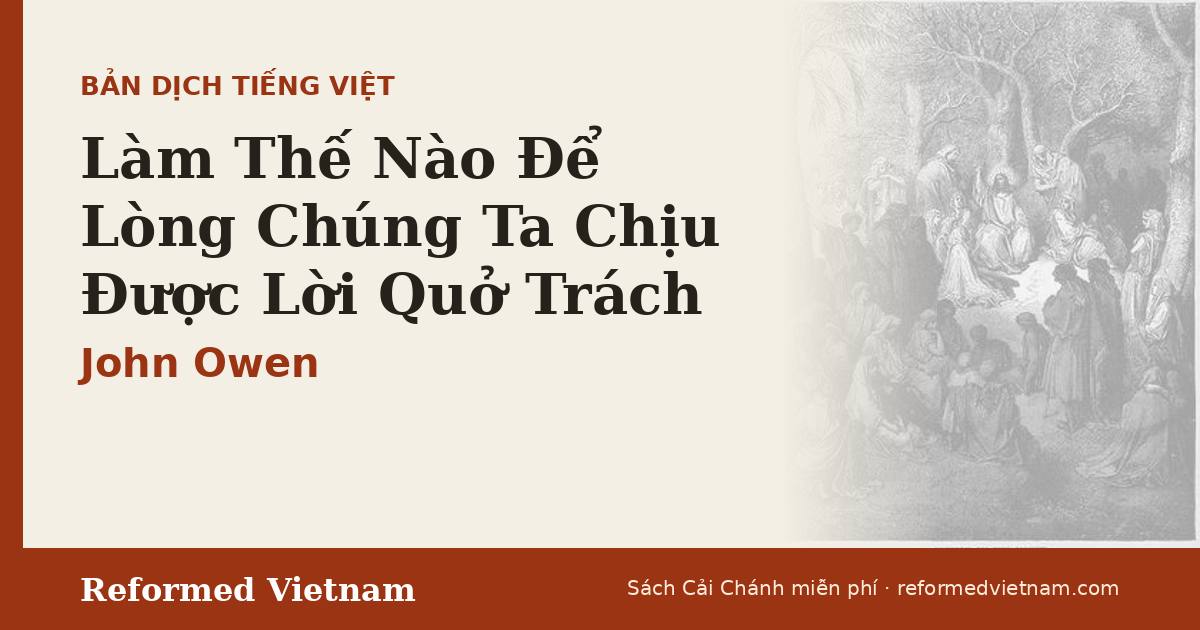 BẢN DỊCH TIẾNG VIỆT
Làm Thế Nào Để
Lòng Chúng Ta Chịu
Được Lời Quở Trách
John Owen
Reformed Vietnam
Sách Cải Chánh miễn phí · reformedvietnam.com